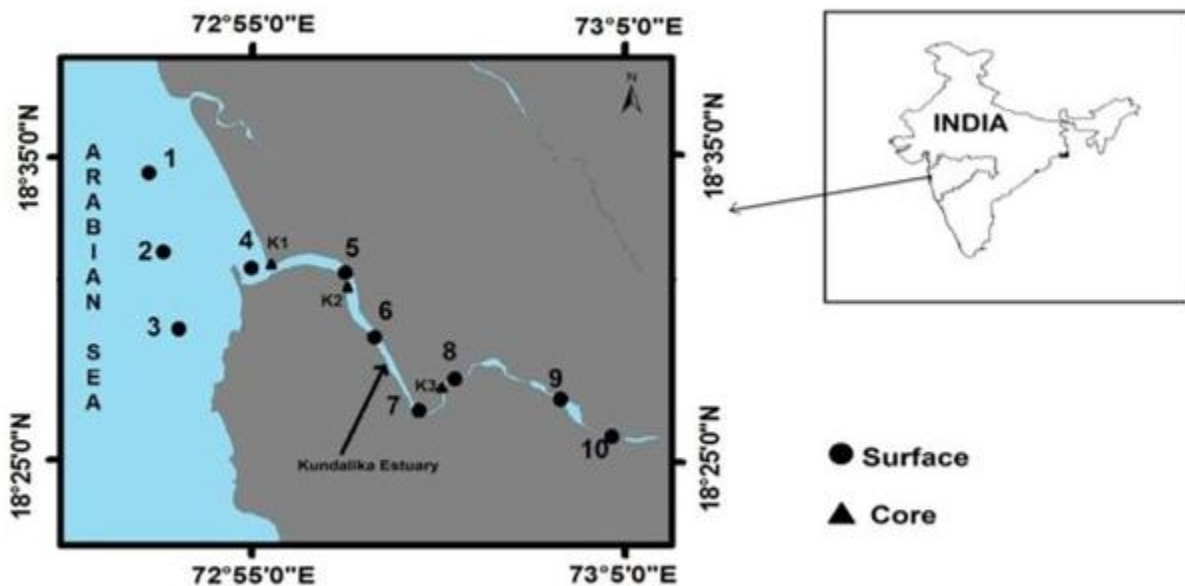 72°55'0"E
73°5'0"E
N
18°35'0"N
18°35'0"N
INDIA
ARABIAN SEA
1
2
3
4
K1
5
K2
6
7
K3
8
9
10
Kundalika Estuary
18°25'0"N
18°25'0"N
Surface
Core
72°55'0"E
73°5'0"E